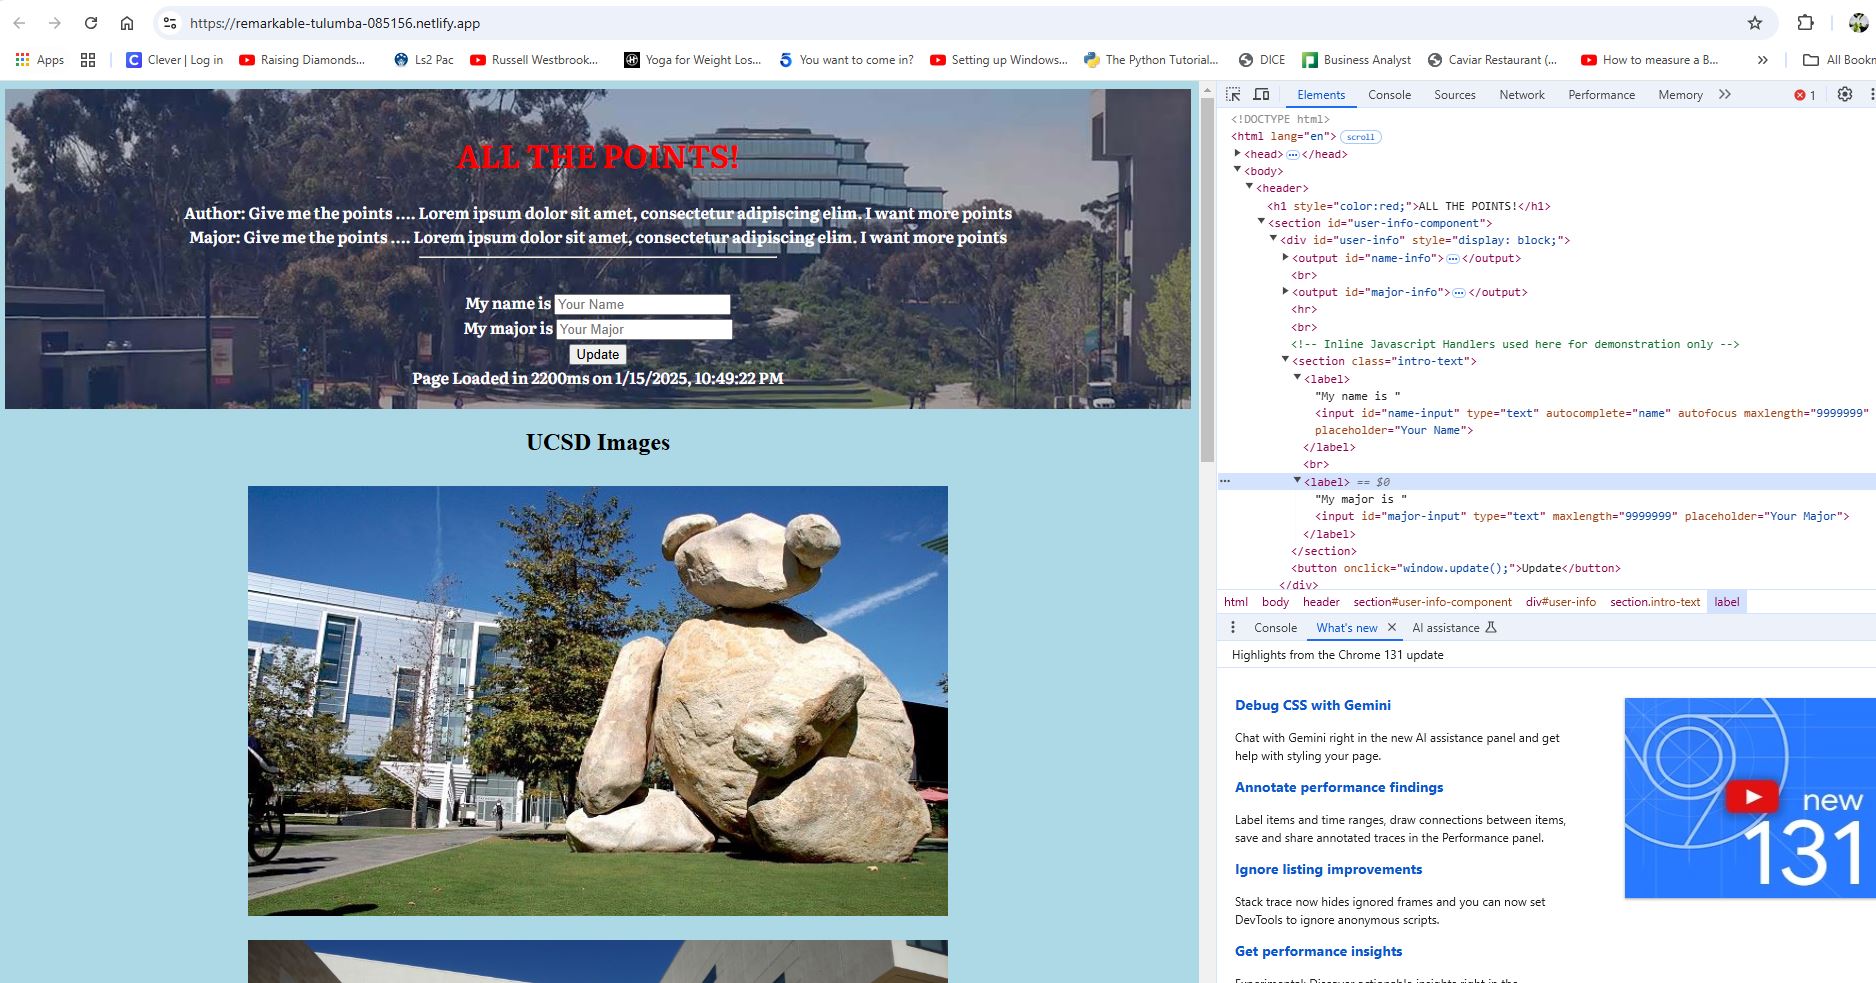 https://remarkable-tulumba-085156.netlify.app
Apps
Clever | Log in
Raising Diamonds...
Ls2 Pac
Russell Westbrook...
Yoga for Weight Los...
You want to come in?
Setting up Windows...
The Python Tutorial...
DICE
Business Analyst
Caviar Restaurant (...
How to measure a B...
»
All Bookm
ALL THE POINTS!
Author: Give me the points .... Lorem ipsum dolor sit amet, consectetur adipiscing elim. I want more points
Major: Give me the points .... Lorem ipsum dolor sit amet, consectetur adipiscing elim. I want more points
My name is Your Name
My major is Your Major
Update
Page Loaded in 2200ms on 1/15/2025, 10:49:22 PM
UCSD Images
Elements Console Sources Network Performance Memory » 1
<!DOCTYPE html>
<html lang="en"> scroll
<head> ... </head>
<body>
<header>
<h1 style="color:red;">ALL THE POINTS!</h1>
<section id="user-info-component">
<div id="user-info" style="display: block;">
<output id="name-info"> ... </output>
<br>
<output id="major-info"> ... </output>
<hr>
<br>
<!-- Inline Javascript Handlers used here for demonstration only -->
<section class="intro-text">
<label>
"My name is "
<input id="name-input" type="text" autocomplete="name" autofocus maxlength="9999999"
placeholder="Your Name">
</label>
<br>
... <label> == $0
"My major is "
<input id="major-input" type="text" maxlength="9999999" placeholder="Your Major">
</label>
</section>
<button onclick="window.update();">Update</button>
</div>
html body header section#user-info-component div#user-info section.intro-text label
Console What's new AI assistance
Highlights from the Chrome 131 update
Debug CSS with Gemini
Chat with Gemini right in the new AI assistance panel and get
help with styling your page.
Annotate performance findings
Label items and time ranges, draw connections between items,
save and share annotated traces in the Performance panel.
Ignore listing improvements
Stack trace now hides ignored frames and you can now set
DevTools to ignore anonymous scripts.
Get performance insights
new
131